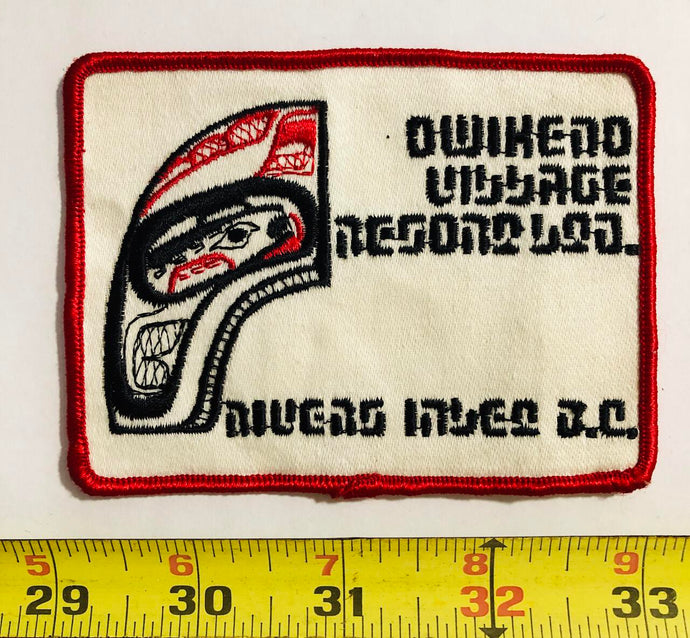 OWIKENO
VILLAGE
RESORT LTD.
RIVERS INLET B.C.
5 6 7 8 9
29 30 31 32 33